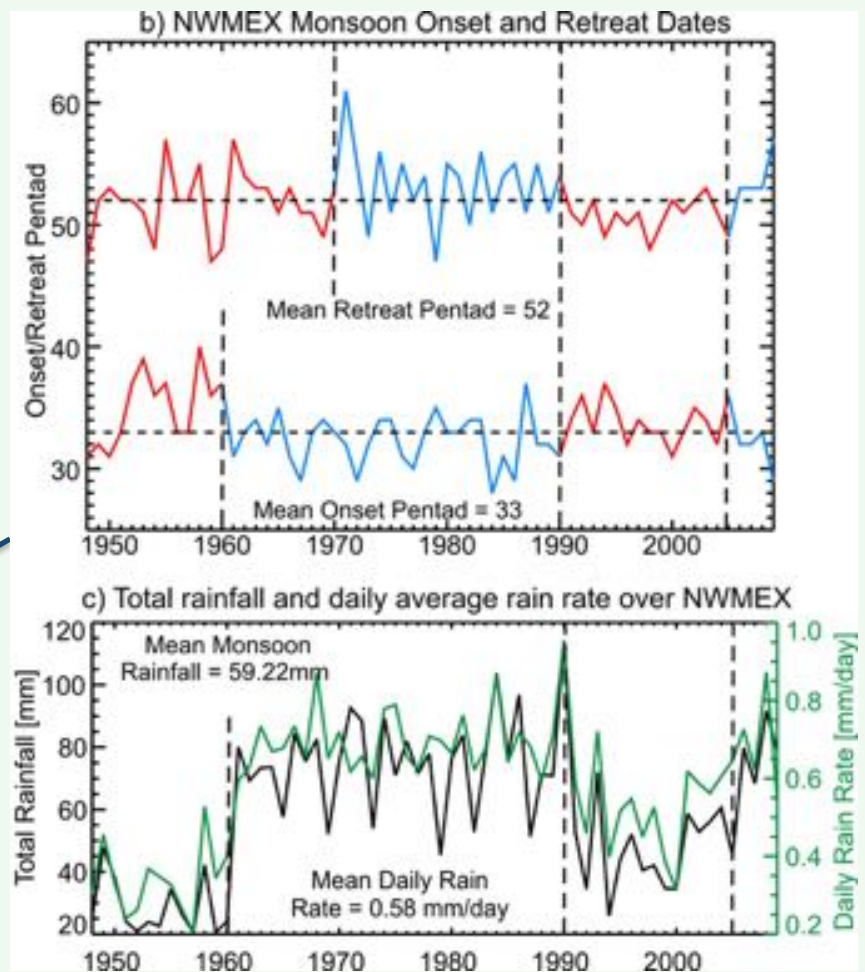 b) NWMEX Monsoon Onset and Retreat Dates
Onset/Retreat Pentad
60
50
40
30
Mean Retreat Pentad = 52
Mean Onset Pentad = 33
1950 1960 1970 1980 1990 2000
c) Total rainfall and daily average rain rate over NWMEX
Total Rainfall [mm]
120
100
80
60
40
20
Mean Monsoon
Rainfall = 59.22mm
Mean Daily Rain
Rate = 0.58 mm/day
1.0
0.8
0.6
0.4
0.2
Daily Rain Rate [mm/day]
1950 1960 1970 1980 1990 2000